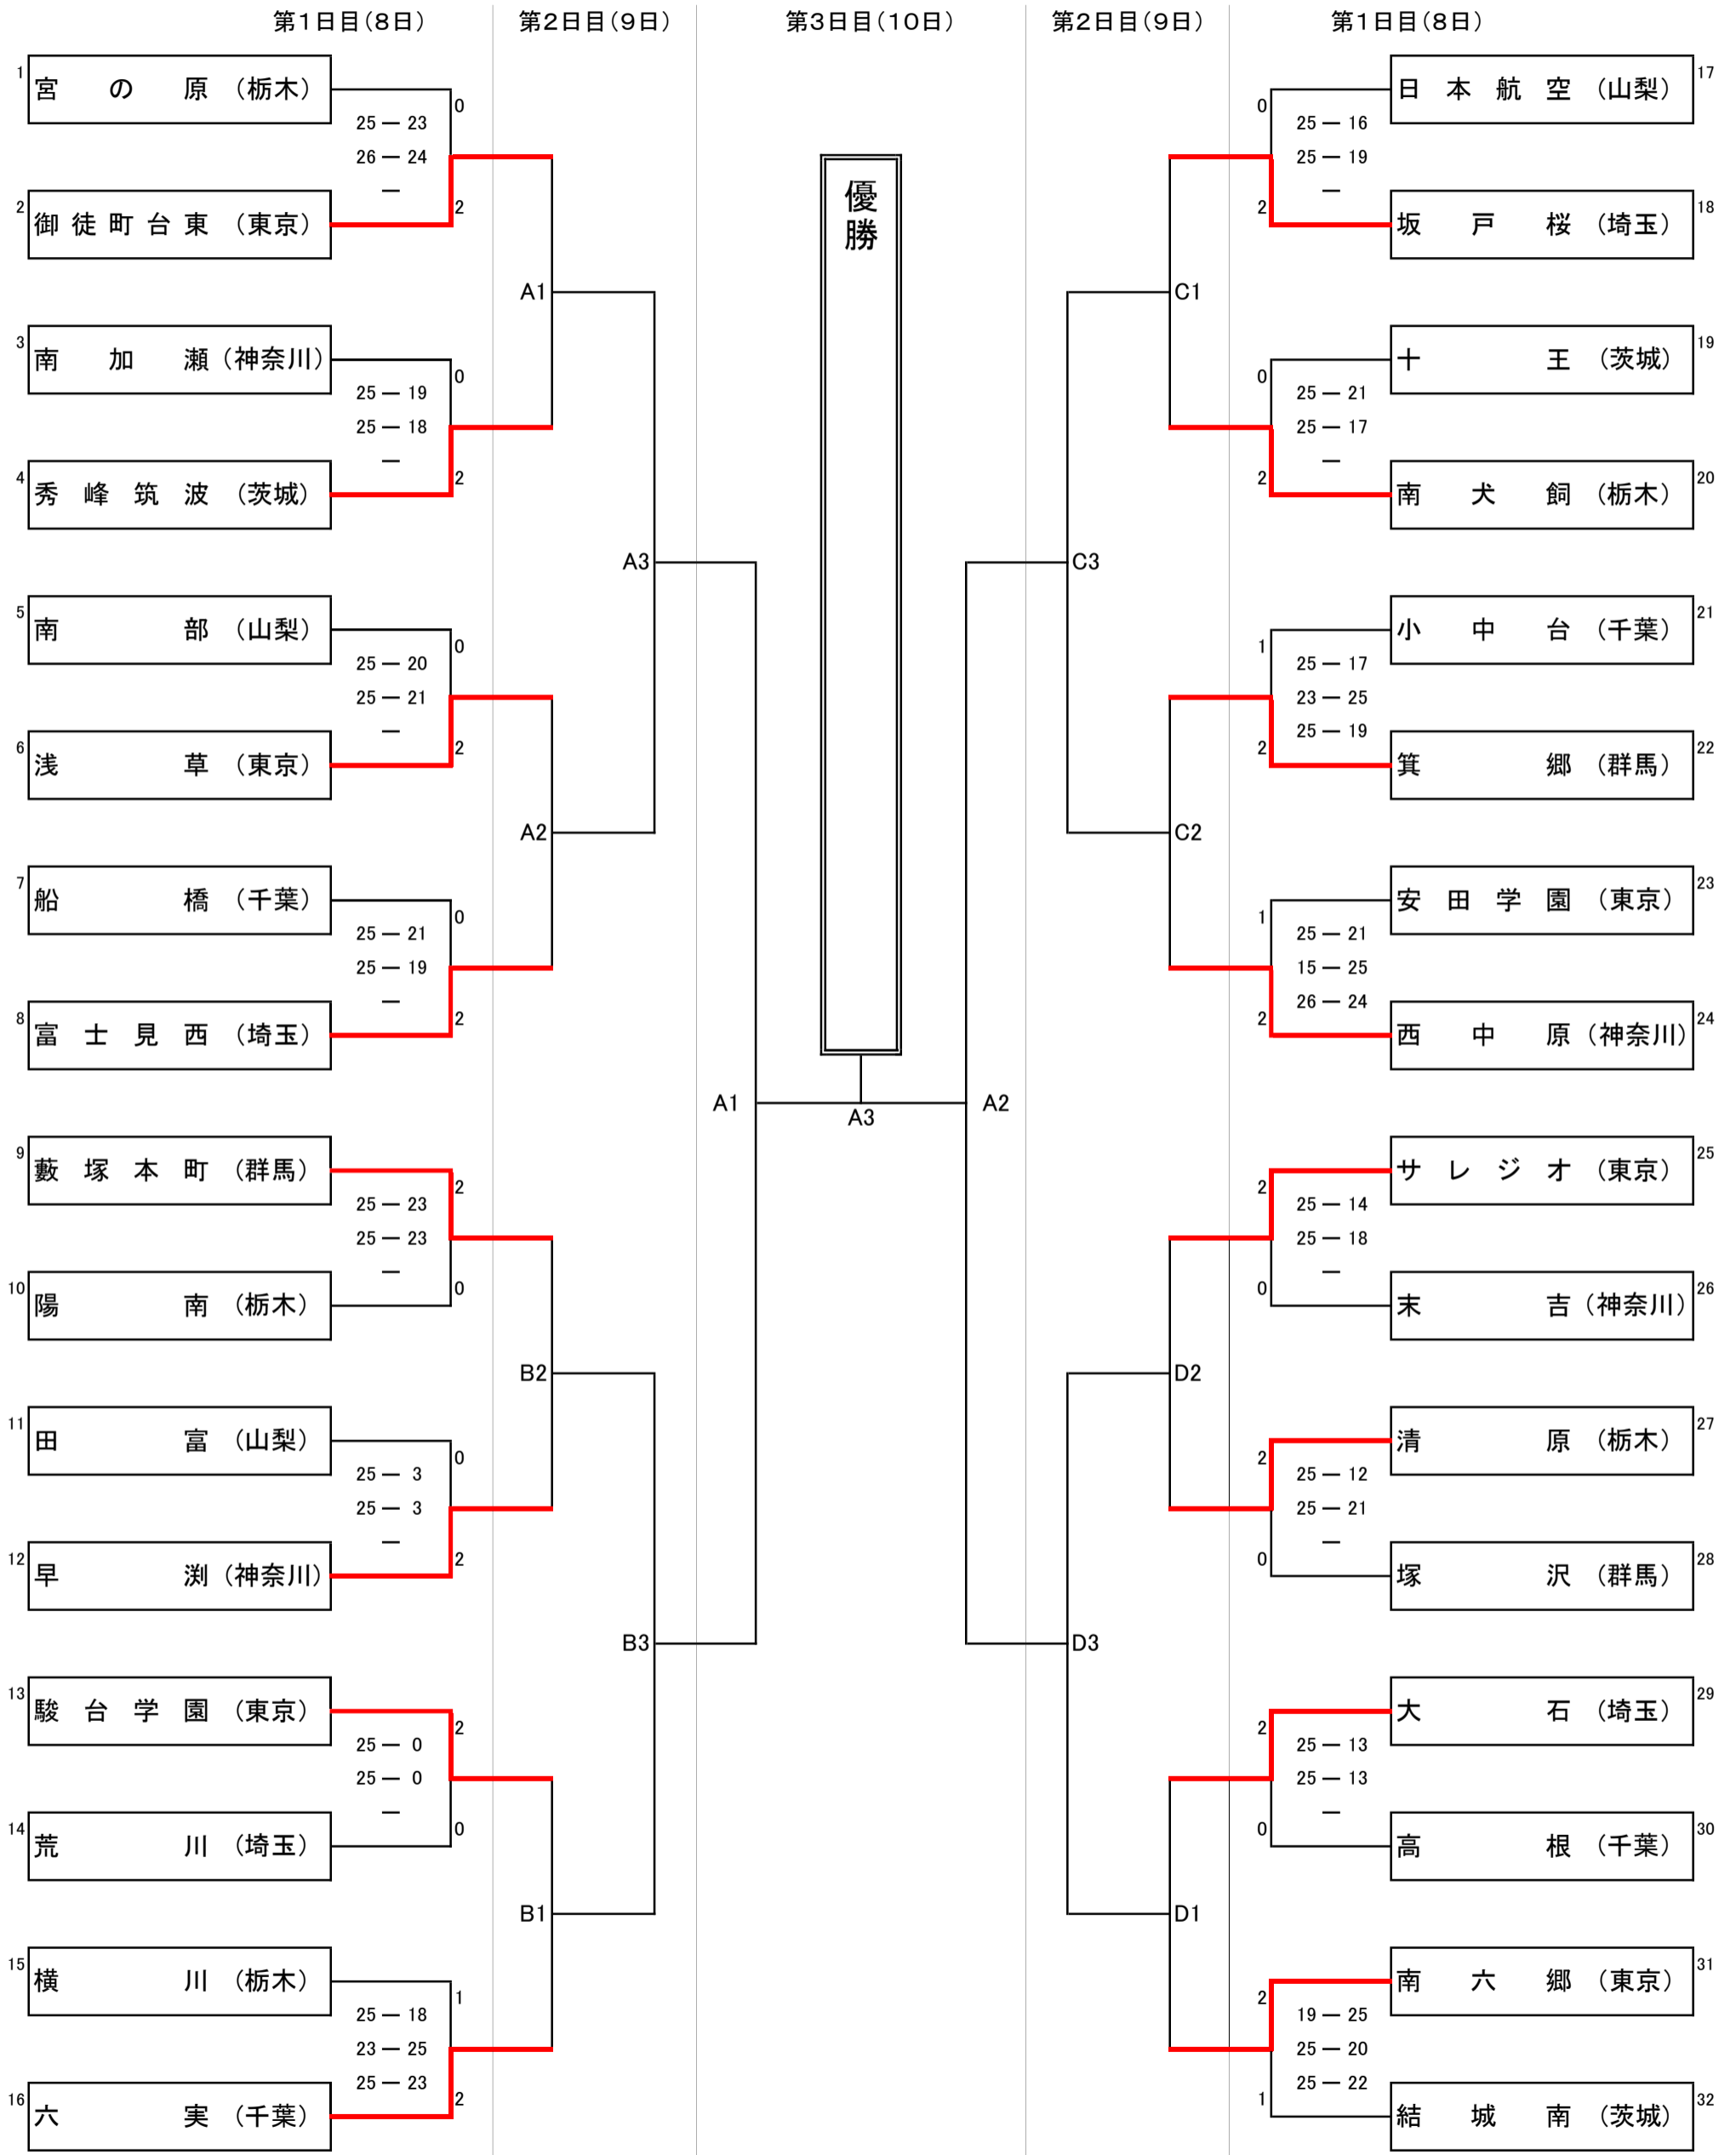 第1日目(8日) 第2日目(9日) 第3日目(10日) 第2日目(9日) 第1日目(8日)
優勝
1 宮の原 (栃木) 0
25 ― 23
26 ― 24
―
2 御徒町台東 (東京) 2
A1
3 南加瀬 (神奈川) 0
25 ― 19
25 ― 18
―
4 秀峰筑波 (茨城) 2
A3
5 南部 (山梨) 0
25 ― 20
25 ― 21
―
6 浅草 (東京) 2
A2
7 船橋 (千葉) 0
25 ― 21
25 ― 19
―
8 富士見西 (埼玉) 2
A1
9 藪塚本町 (群馬) 2
25 ― 23
25 ― 23
―
10 陽南 (栃木) 0
B2
11 田富 (山梨) 0
25 ― 3
25 ― 3
―
12 早渕 (神奈川) 2
B3
13 駿台学園 (東京) 2
25 ― 0
25 ― 0
―
14 荒川 (埼玉) 0
B1
15 横川 (栃木) 1
25 ― 18
23 ― 25
25 ― 23
16 六実 (千葉) 2
A3
0 日本航空 (山梨) 17
25 ― 16
25 ― 19
―
2 坂戸桜 (埼玉) 18
C1
0 十王 (茨城) 19
25 ― 21
25 ― 17
―
2 南犬飼 (栃木) 20
C3
1 小中台 (千葉) 21
25 ― 17
23 ― 25
25 ― 19
2 箕郷 (群馬) 22
C2
1 安田学園 (東京) 23
25 ― 21
15 ― 25
26 ― 24
2 西中原 (神奈川) 24
A2
2 サレジオ (東京) 25
25 ― 14
25 ― 18
―
0 末吉 (神奈川) 26
D2
2 清原 (栃木) 27
25 ― 12
25 ― 21
―
0 塚沢 (群馬) 28
D3
2 大石 (埼玉) 29
25 ― 13
25 ― 13
―
0 高根 (千葉) 30
D1
2 南六郷 (東京) 31
19 ― 25
25 ― 20
25 ― 22
1 結城南 (茨城) 32